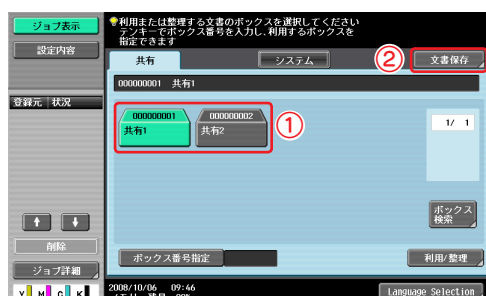 ジョブ表示
利用または整理する文書のボックスを選択してください
テンキーでボックス番号を入力し、利用するボックスを
指定できます
設定内容
共有
システム
②
文書保存
000000001 共有1
登録元 状況
000000001
共有1
000000002
共有2
①
1/ 1
ボックス
検索
削除
ボックス番号指定
利用/整理
ジョブ詳細
2008/10/06 09:46
Y M C K
Language Selection